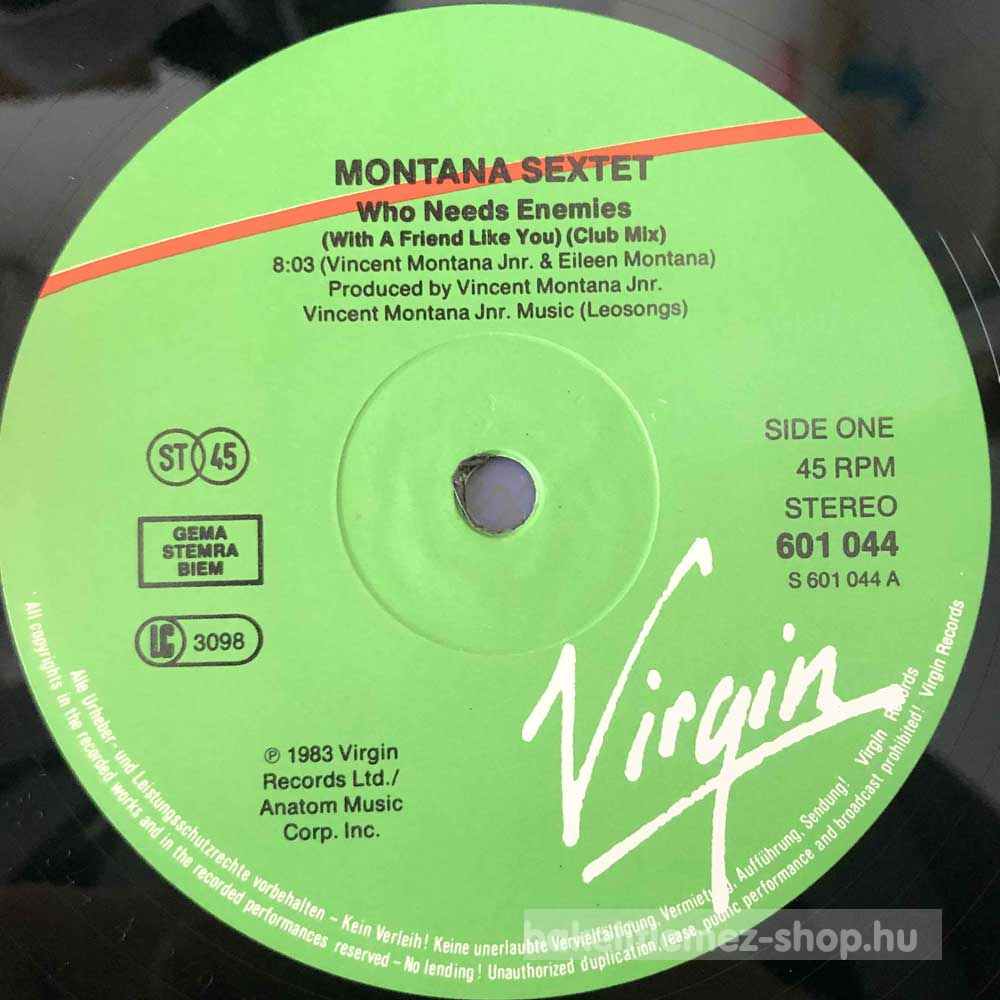 MONTANA SEXTET
Who Needs Enemies
(With A Friend Like You) (Club Mix)
8:03 (Vincent Montana Jnr. & Eileen Montana)
Produced by Vincent Montana Jnr.
Vincent Montana Jnr. Music (Leosongs)
ST 45
GEMA
STEMRA
BIEM
LC 3098
SIDE ONE
45 RPM
STEREO
601 044
S 601 044 A
Virgin
℗ 1983 Virgin
Records Ltd./
Anatom Music
Corp. Inc.
Alle Urheber- und Leistungsschutzrechte vorbehalten – Kein Verleih! Keine unerlaubte Vervielfältigung, Vermietung, Aufführung, Sendung! Virgin Records
All copyrights in the recorded works and in the recorded performances reserved – No lending! Unauthorized duplication, lease, public performance and broadcast prohibited! Virgin Records
bakelitlemez-shop.hu